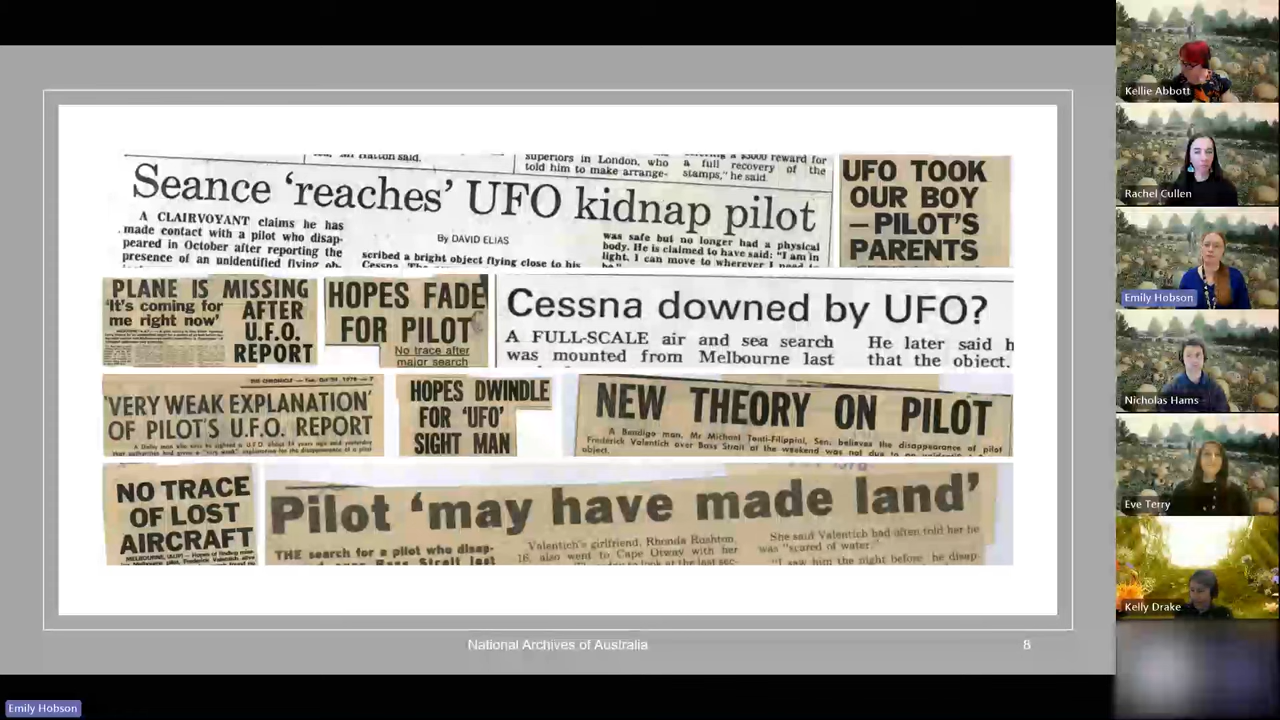 said.
superiors in London, who
told him to make arrange-
$3000 reward for
a full recovery of the
stamps," he said.
Seance 'reaches' UFO kidnap pilot
A CLAIRVOYANT claims he has
made contact with a pilot who disap-
peared in October after reporting the
presence of an unidentified flying ob-
By DAVID ELIAS
scribed a bright object flying close to his
was safe but no longer had a physical
body. He is claimed to have said: "I am in
light. I can move to wherever I need to
UFO TOOK
OUR BOY
— PILOT'S
PARENTS
PLANE IS MISSING
'It's coming for
me right now'
AFTER
U.F.O.
REPORT
HOPES FADE
FOR PILOT
No trace after
major search
Cessna downed by UFO?
A FULL-SCALE air and sea search
was mounted from Melbourne last
He later said h
that the object,
'VERY WEAK EXPLANATION'
OF PILOT'S U.F.O. REPORT
HOPES DWINDLE
FOR 'UFO'
SIGHT MAN
NEW THEORY ON PILOT
A Bendigo man, Mr Michael Tonti-Filippini, Sen. believes the disappearance of pilot
Frederick Valentich over Bass Strait at the weekend was not due to
object.
NO TRACE
OF LOST
AIRCRAFT
Pilot 'may have made land'
THE search for a pilot who disap-
Valentich's girlfriend, Rhonda Rushton,
16, also went to Cape Otway with her
She said Valentich had often told her he
was "scared of water."
"I saw him the night before he disap
National Archives of Australia
8
Kellie Abbott
Rachel Cullen
Emily Hobson
Nicholas Hams
Eve Terry
Kelly Drake
Emily Hobson